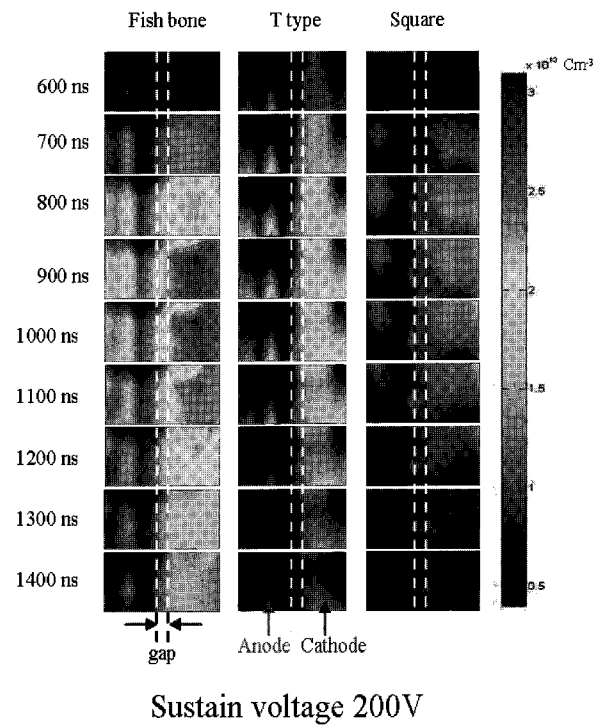 Fish bone T type Square
× 10¹⁰ Cm⁻³
600 ns
700 ns
800 ns
900 ns
1000 ns
1100 ns
1200 ns
1300 ns
1400 ns
3
2.5
2
1.5
1
0.5
gap
Anode Cathode
Sustain voltage 200V